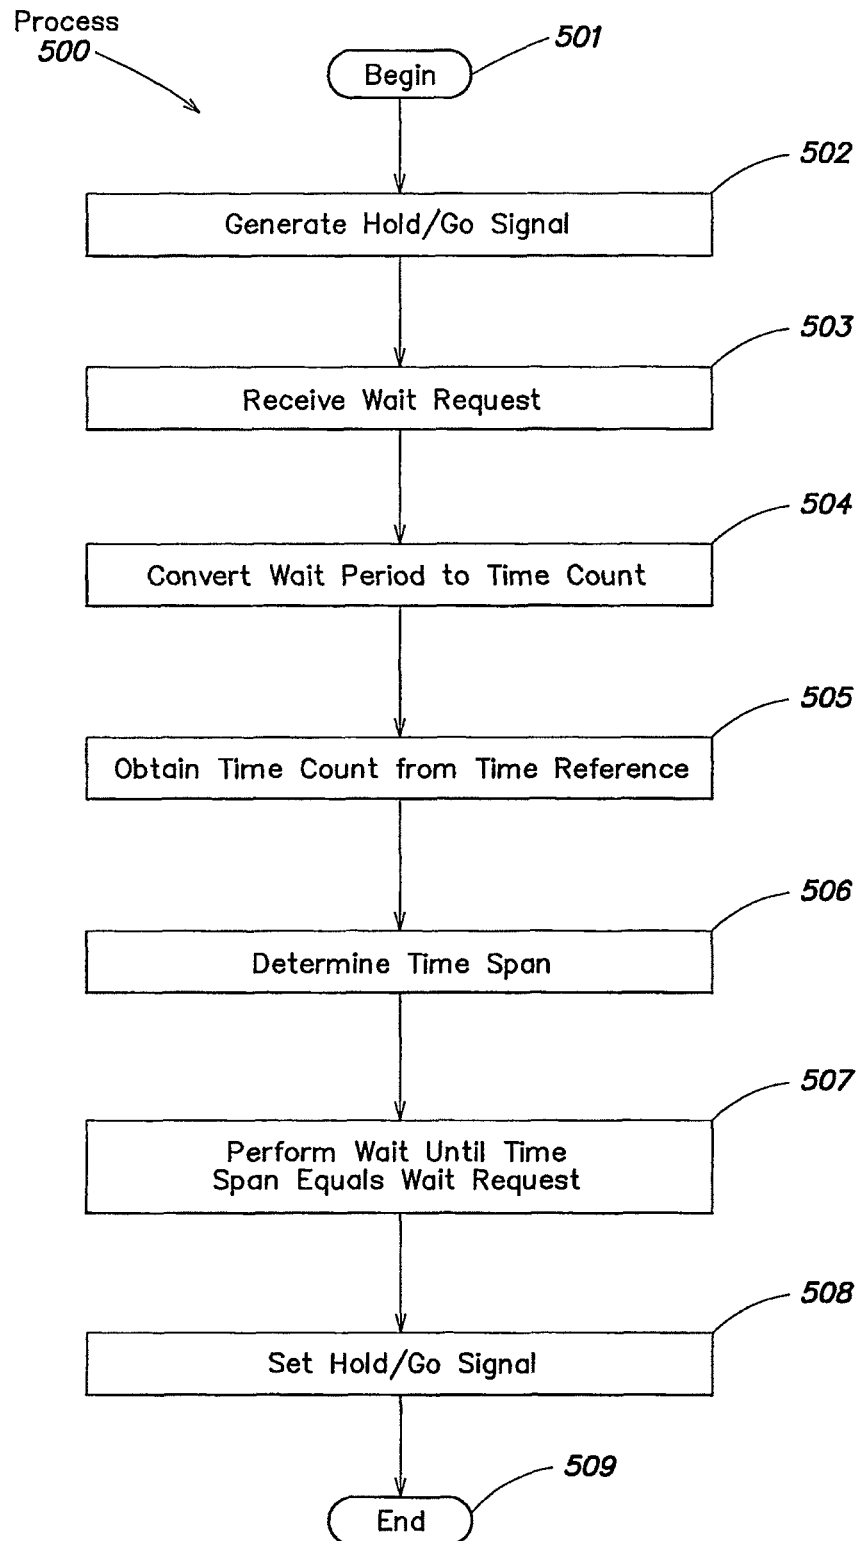 Process
500
501
Begin
502
Generate Hold/Go Signal
503
Receive Wait Request
504
Convert Wait Period to Time Count
505
Obtain Time Count from Time Reference
506
Determine Time Span
507
Perform Wait Until Time
Span Equals Wait Request
508
Set Hold/Go Signal
509
End